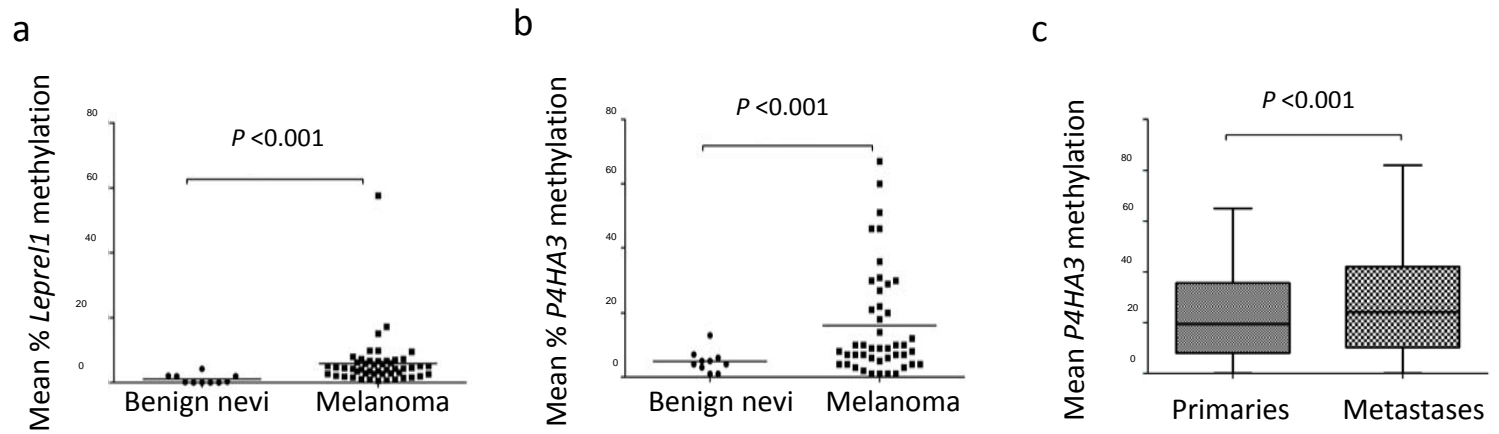 a
Mean % Leprel1 methylation
80
60
40
20
0
P <0.001
Benign nevi
Melanoma
b
Mean % P4HA3 methylation
80
60
40
20
0
P <0.001
Benign nevi
Melanoma
c
Mean P4HA3 methylation
80
60
40
20
0
P <0.001
Primaries
Metastases